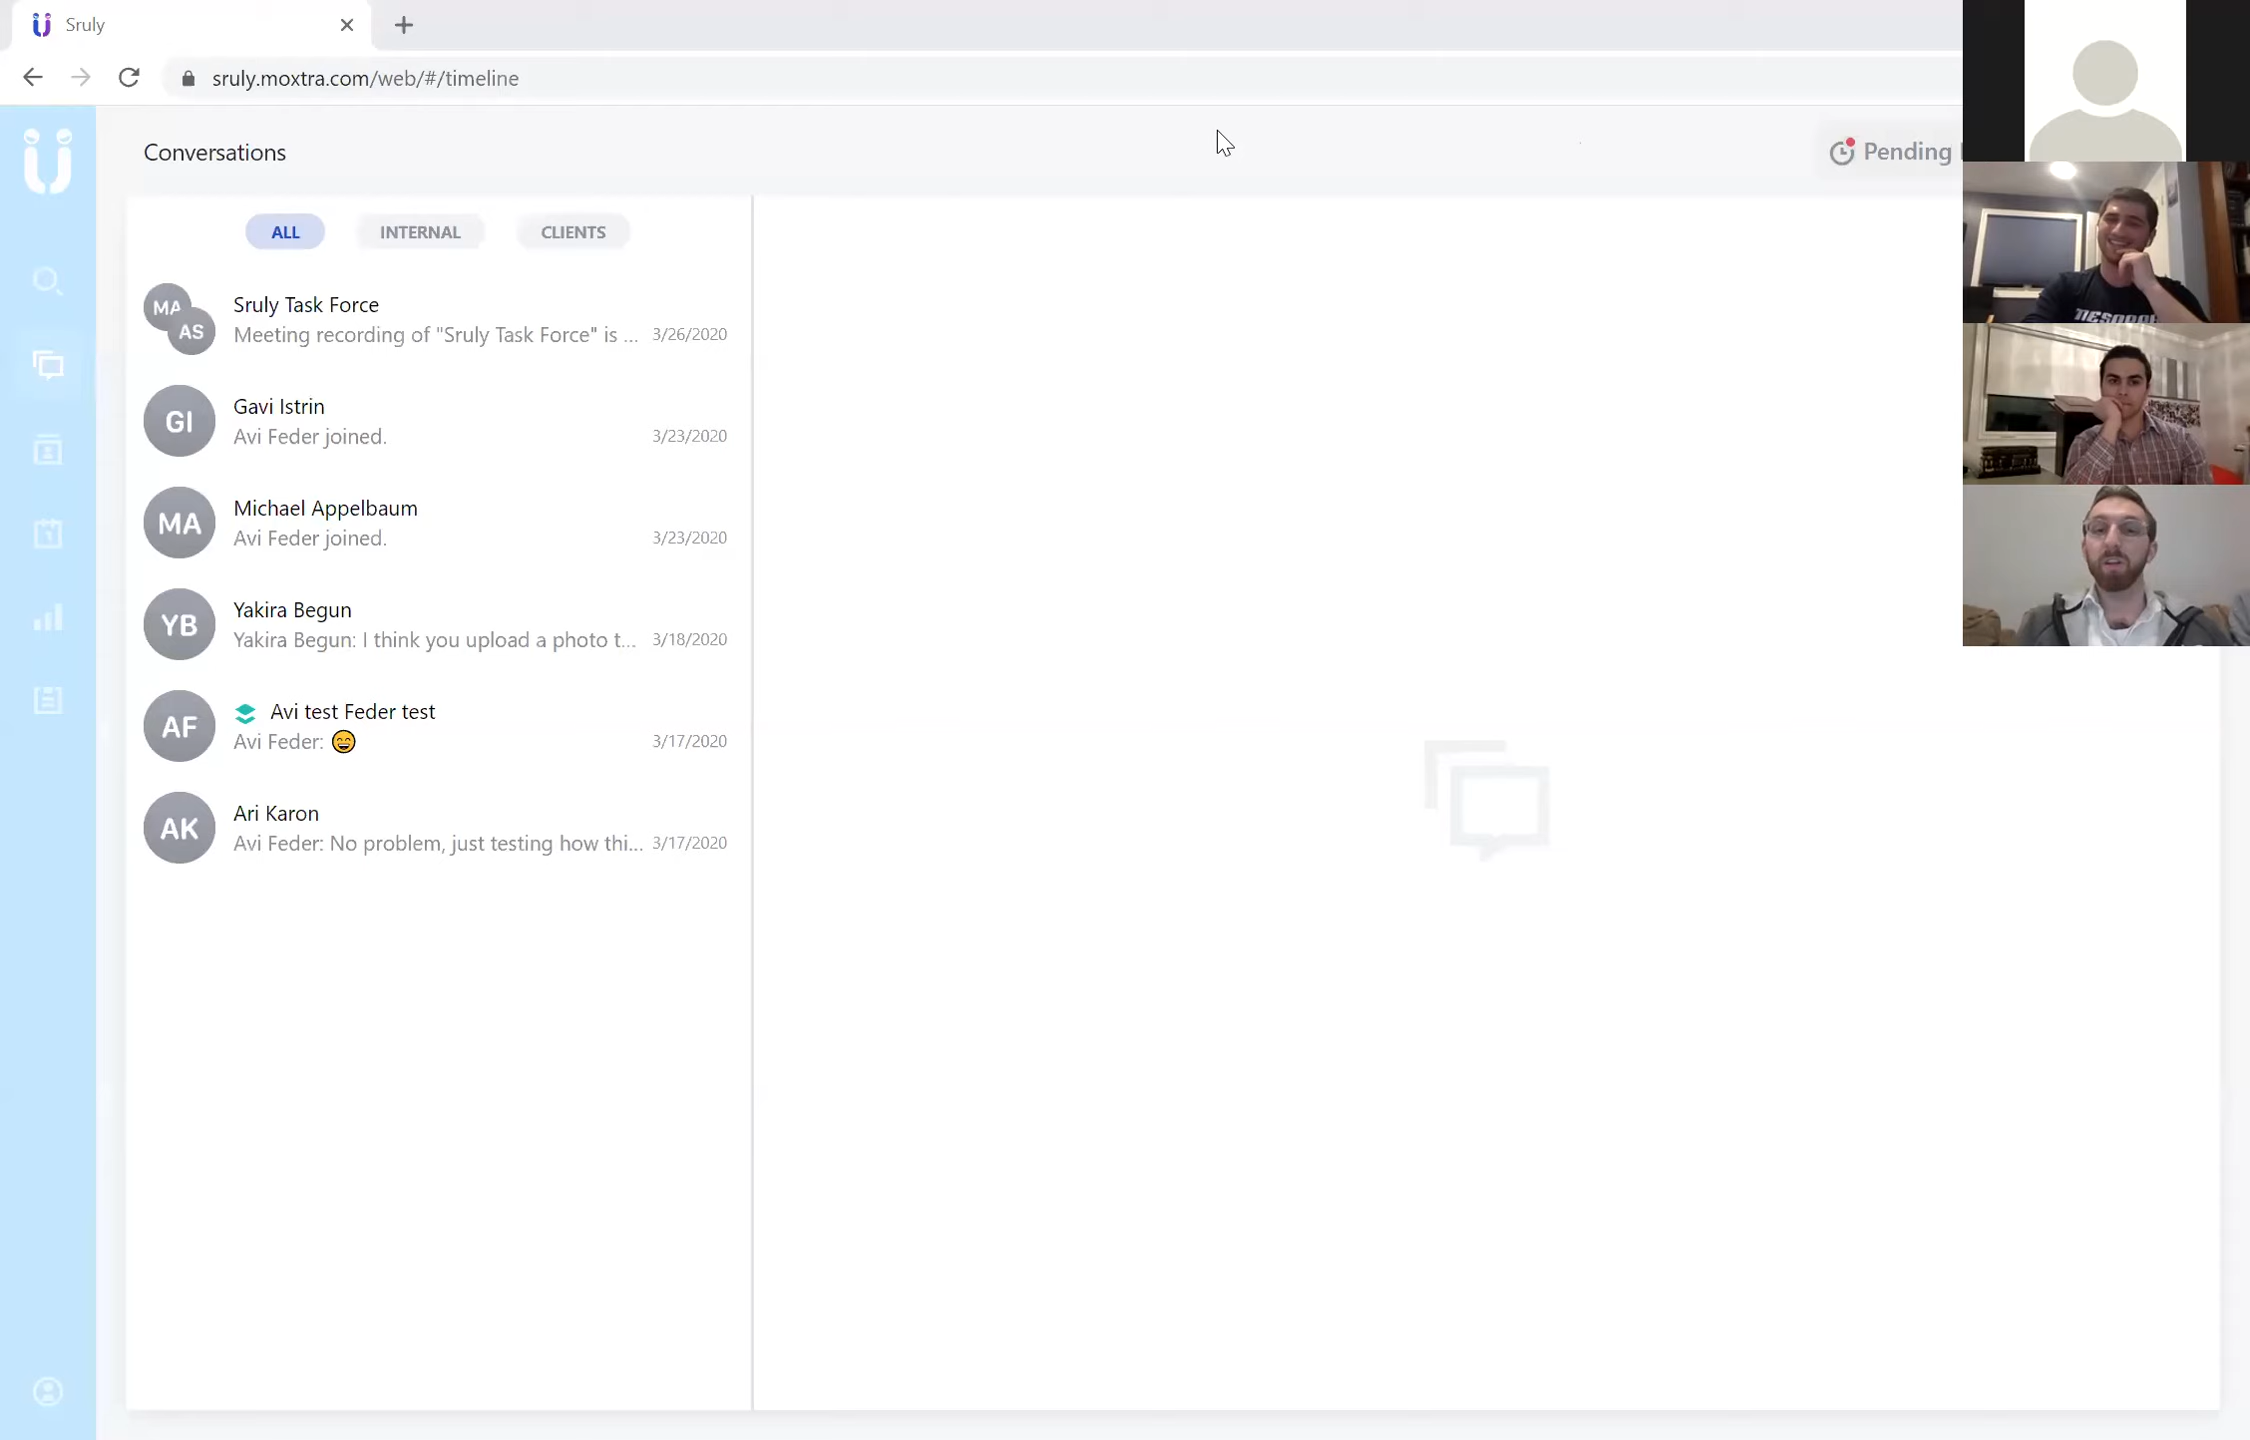 Sruly
sruly.moxtra.com/web/#/timeline
Conversations
Pending
ALL
INTERNAL
CLIENTS
MA
AS
Sruly Task Force
Meeting recording of "Sruly Task Force" is ...
3/26/2020
GI
Gavi Istrin
Avi Feder joined.
3/23/2020
MA
Michael Appelbaum
Avi Feder joined.
3/23/2020
YB
Yakira Begun
Yakira Begun: I think you upload a photo t...
3/18/2020
AF
Avi test Feder test
Avi Feder: 😄
3/17/2020
AK
Ari Karon
Avi Feder: No problem, just testing how thi...
3/17/2020